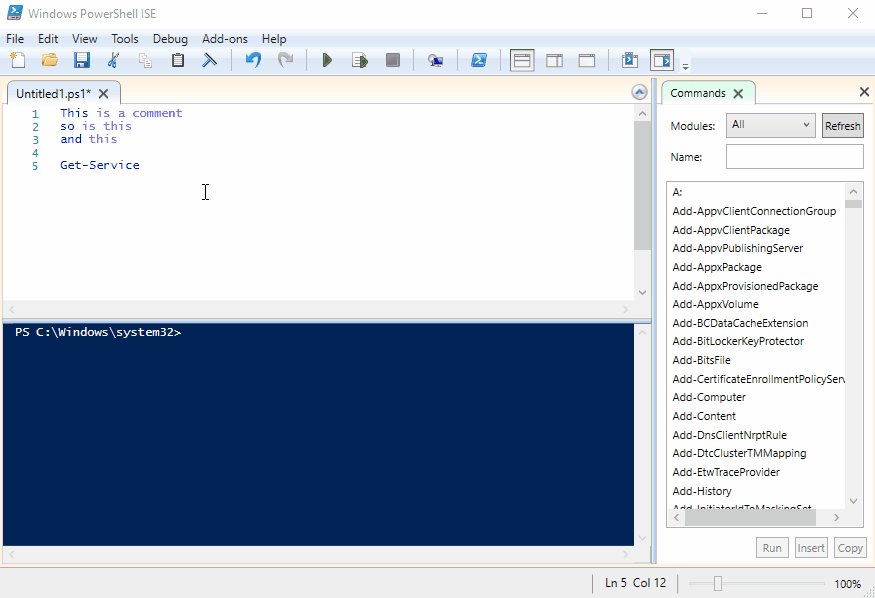 Windows PowerShell ISE
File Edit View Tools Debug Add-ons Help
Untitled1.ps1*
1 This is a comment
2 so is this
3 and this
4
5 Get-Service
PS C:\Windows\system32>
Commands
Modules: All Refresh
Name:
A:
Add-AppvClientConnectionGroup
Add-AppvClientPackage
Add-AppvPublishingServer
Add-AppxPackage
Add-AppxProvisionedPackage
Add-AppxVolume
Add-BCDataCacheExtension
Add-BitLockerKeyProtector
Add-BitsFile
Add-CertificateEnrollmentPolicyServ
Add-Computer
Add-Content
Add-DnsClientNrptRule
Add-DtcClusterTMMapping
Add-EtwTraceProvider
Add-History
Add-InitiatorIdToMaskingSet
Run Insert Copy
Ln 5 Col 12 100%